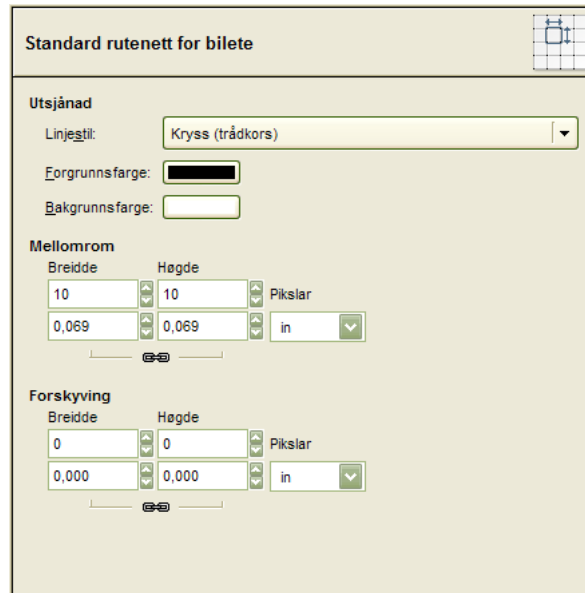 Standard rutenett for bilete
Utsjånad
Linjestil: Kryss (trådkors)
Forgrunnsfarge:
Bakgrunnsfarge:
Mellomrom
Breidde Høgde
10 10 Pikslar
0,069 0,069 in
Forskyving
Breidde Høgde
0 0 Pikslar
0,000 0,000 in